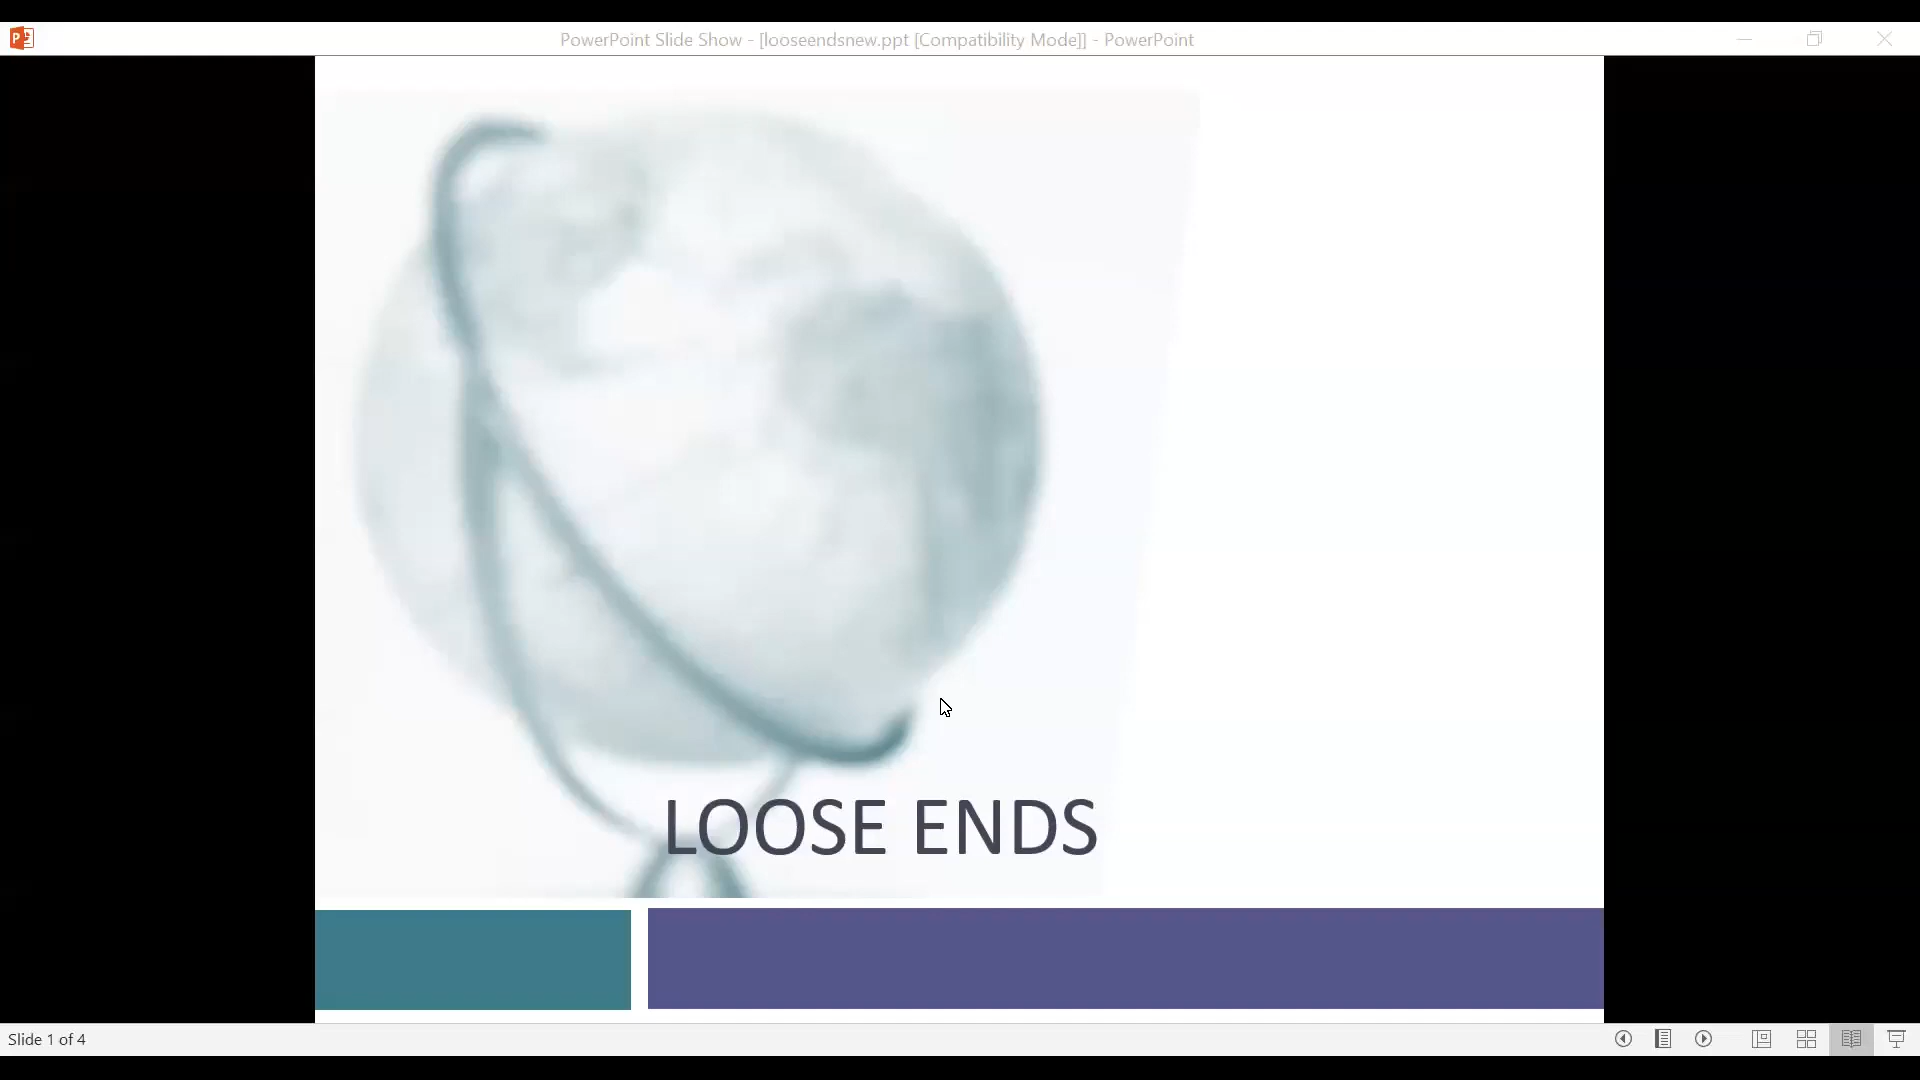 PowerPoint Slide Show - [looseendsnew.ppt [Compatibility Mode]] - PowerPoint
LOOSE ENDS
Slide 1 of 4